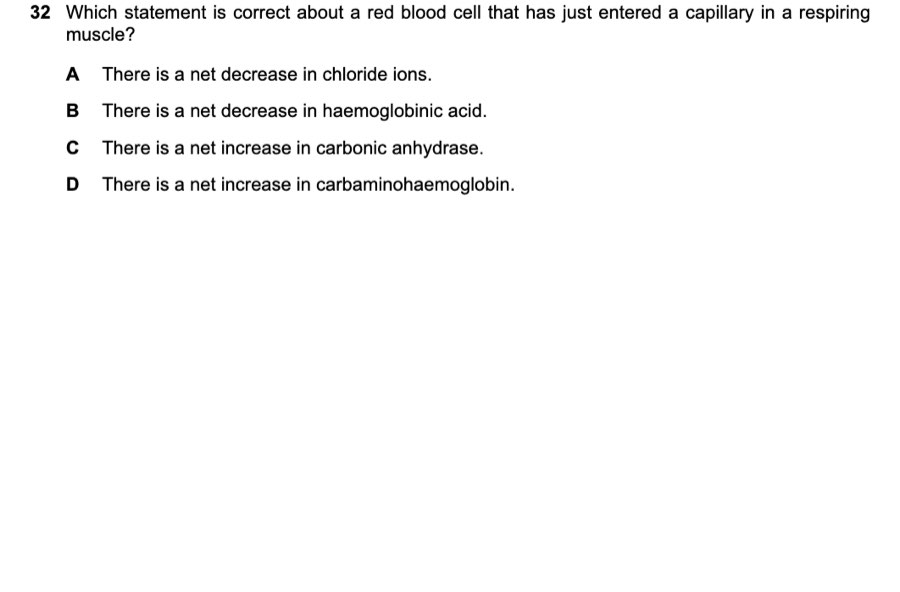 32 Which statement is correct about a red blood cell that has just entered a capillary in a respiring
muscle?
A There is a net decrease in chloride ions.
B There is a net decrease in haemoglobinic acid.
C There is a net increase in carbonic anhydrase.
D There is a net increase in carbaminohaemoglobin.